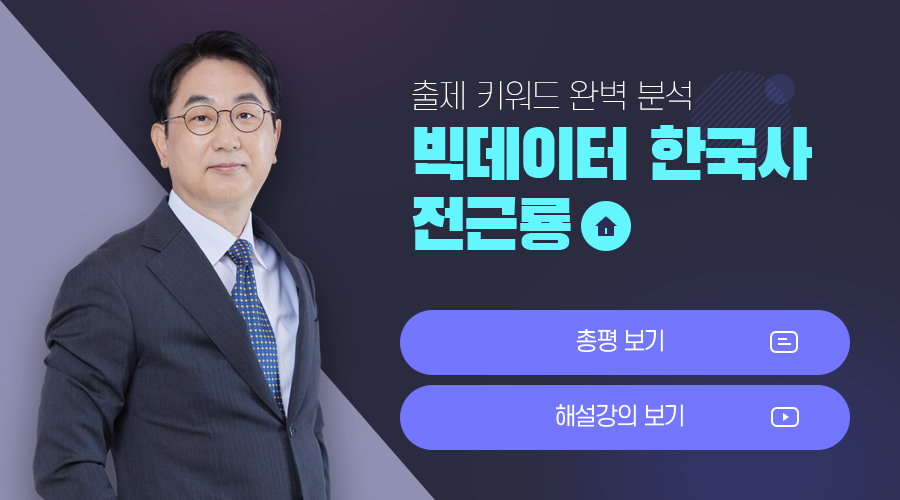 출제 키워드 완벽 분석
빅데이터 한국사
전근룡
총평 보기
해설강의 보기